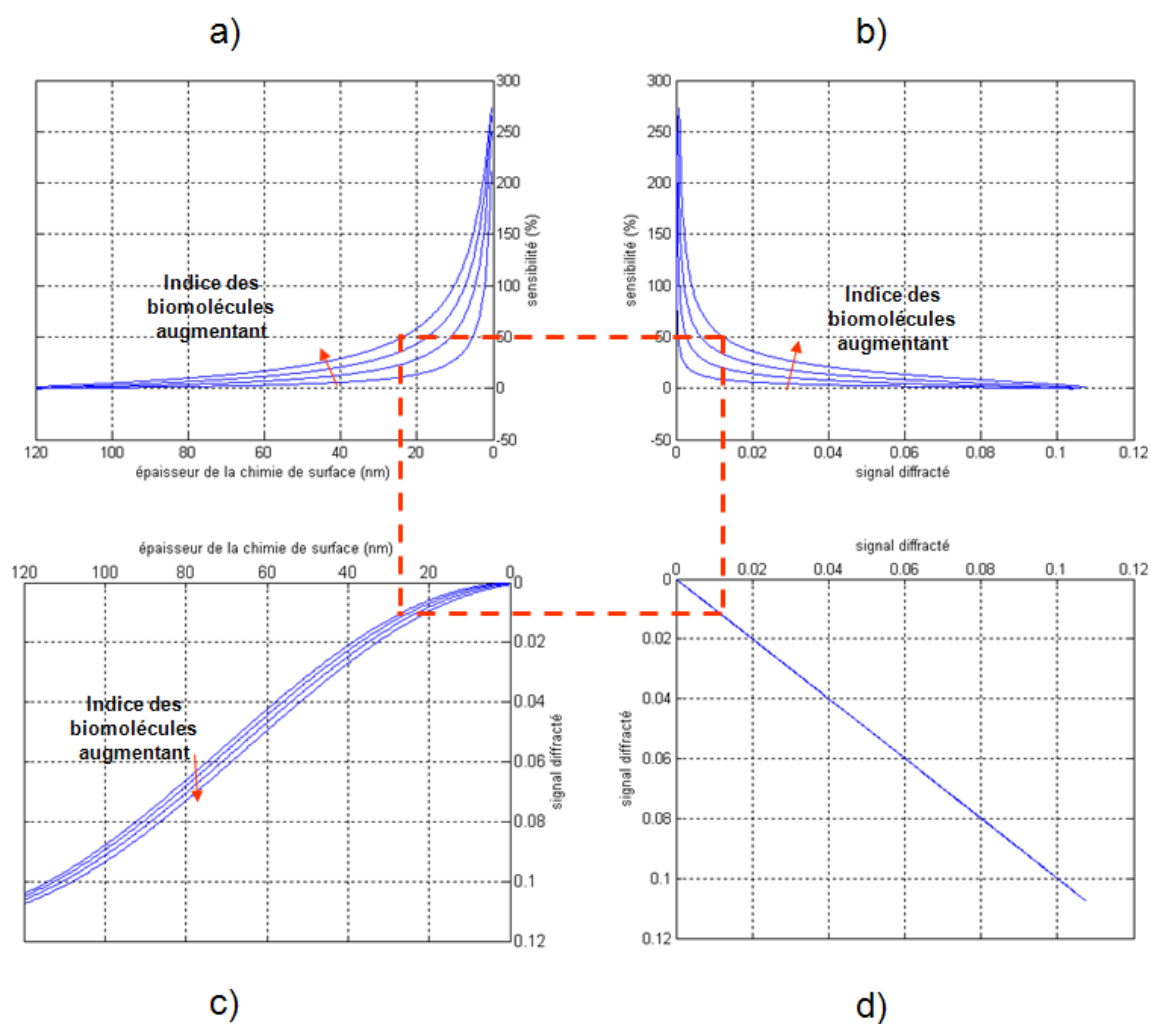 a)
b)
300
250
200
150
100
50
0
-50
sensibilité (%)
Indice des
biomolécules
augmentant
120
100
80
60
40
20
0
épaisseur de la chimie de surface (nm)
300
250
200
150
100
50
0
-50
sensibilité (%)
Indice des
biomolécules
augmentant
0
0.02
0.04
0.06
0.08
0.1
0.12
signal diffracté
épaisseur de la chimie de surface (nm)
120
100
80
60
40
20
0
0
0.02
0.04
0.06
0.08
0.1
0.12
signal diffracté
Indice des
biomolécules
augmentant
signal diffracté
0
0.02
0.04
0.06
0.08
0.1
0.12
0
0.02
0.04
0.06
0.08
0.1
0.12
signal diffracté
c)
d)